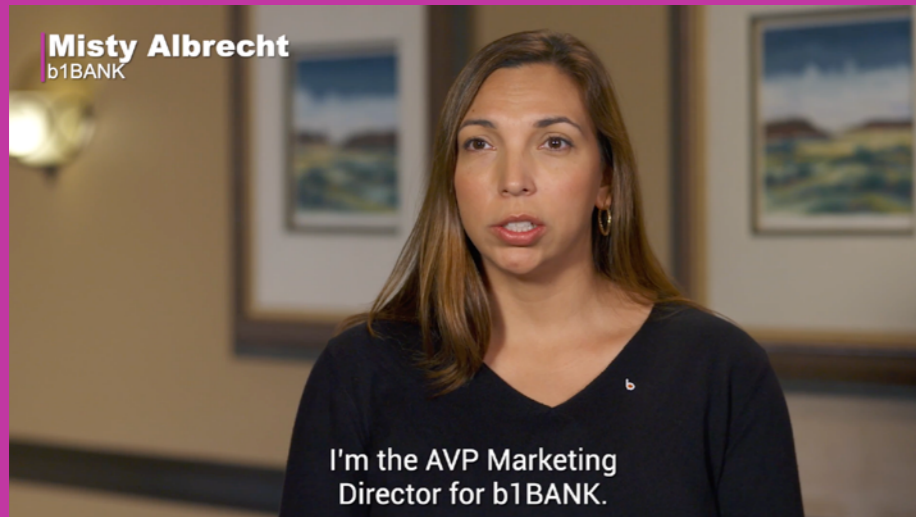 Misty Albrecht
b1BANK
b
I'm the AVP Marketing
Director for b1BANK.